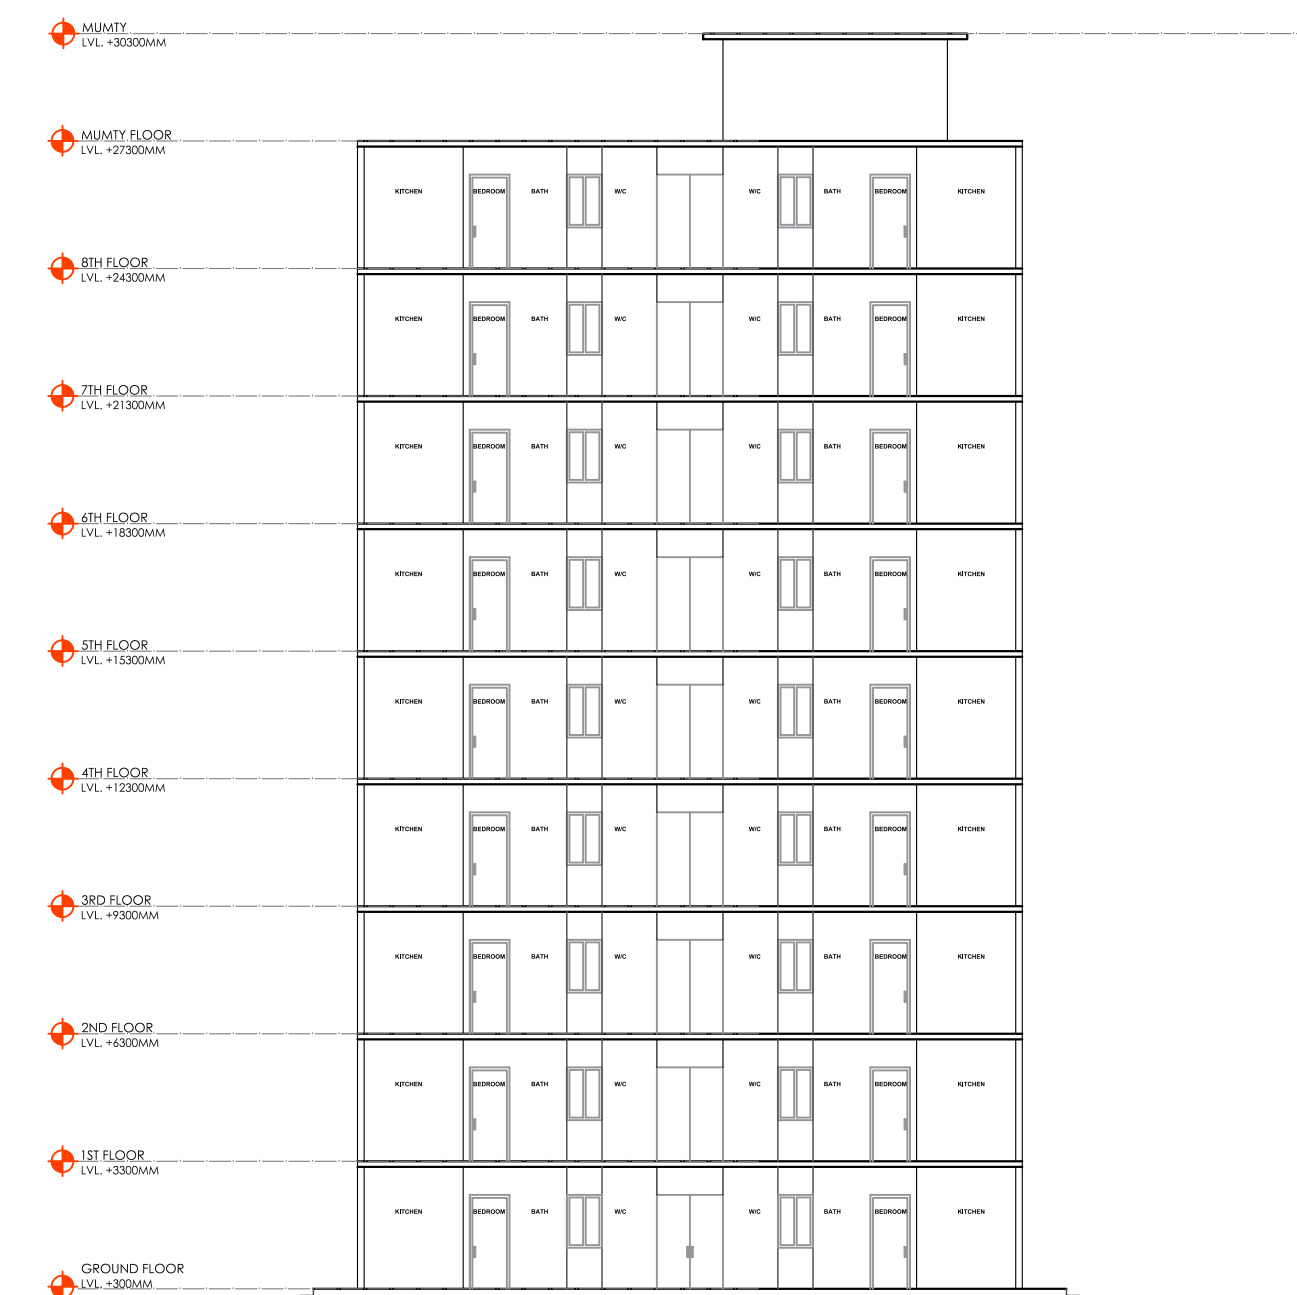 MUMTY
LVL. +30300MM
MUMTY FLOOR
LVL. +27300MM
KITCHEN BEDROOM BATH W/C W/C BATH BEDROOM KITCHEN
8TH FLOOR
LVL. +24300MM
KITCHEN BEDROOM BATH W/C W/C BATH BEDROOM KITCHEN
7TH FLOOR
LVL. +21300MM
KITCHEN BEDROOM BATH W/C W/C BATH BEDROOM KITCHEN
6TH FLOOR
LVL. +18300MM
KITCHEN BEDROOM BATH W/C W/C BATH BEDROOM KITCHEN
5TH FLOOR
LVL. +15300MM
KITCHEN BEDROOM BATH W/C W/C BATH BEDROOM KITCHEN
4TH FLOOR
LVL. +12300MM
KITCHEN BEDROOM BATH W/C W/C BATH BEDROOM KITCHEN
3RD FLOOR
LVL. +9300MM
KITCHEN BEDROOM BATH W/C W/C BATH BEDROOM KITCHEN
2ND FLOOR
LVL. +6300MM
KITCHEN BEDROOM BATH W/C W/C BATH BEDROOM KITCHEN
1ST FLOOR
LVL. +3300MM
KITCHEN BEDROOM BATH W/C W/C BATH BEDROOM KITCHEN
GROUND FLOOR
LVL. +300MM